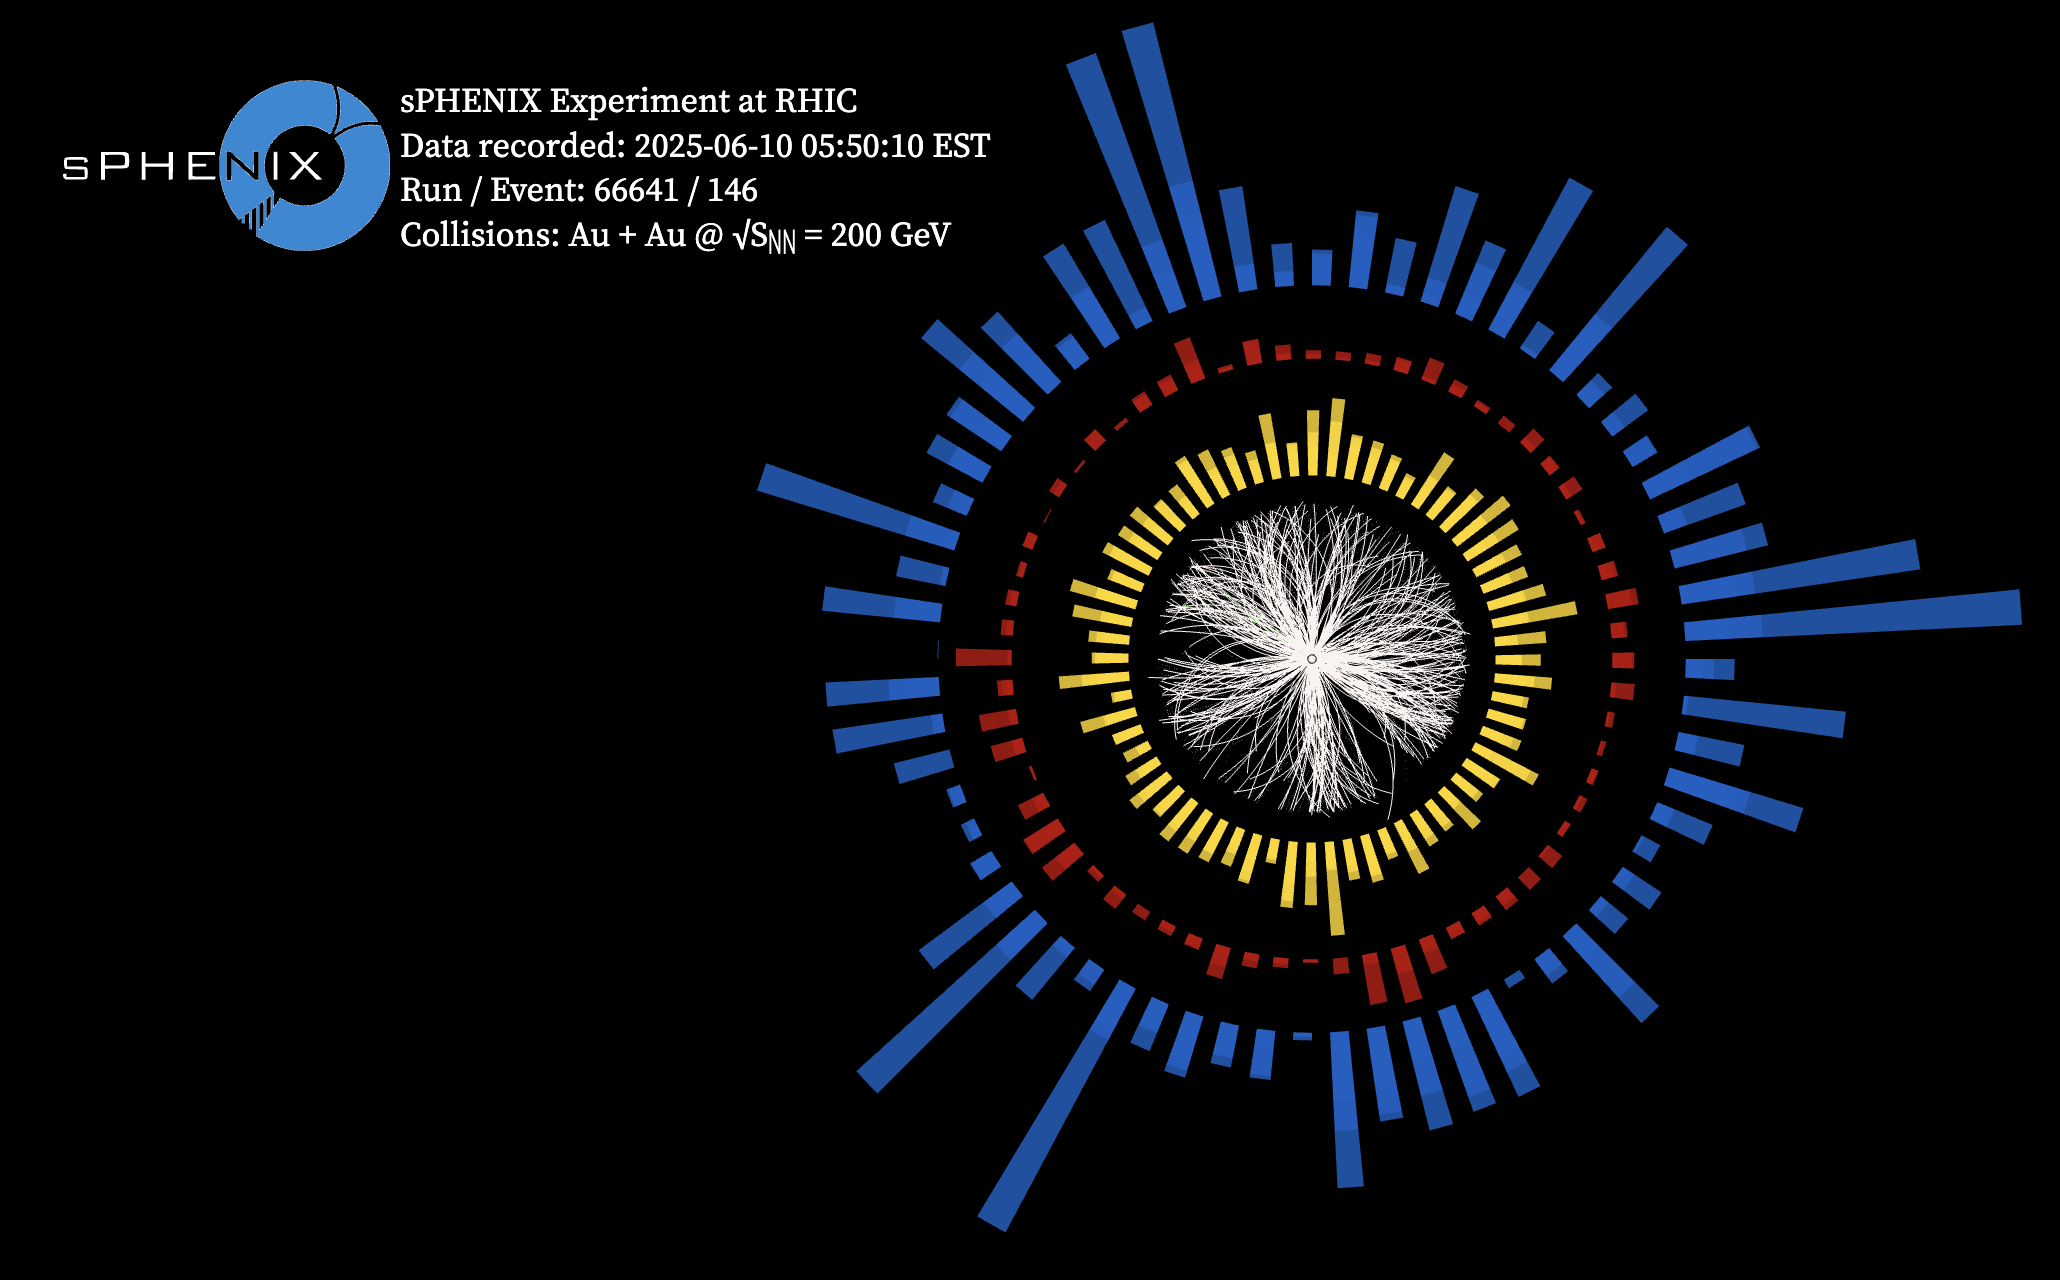 sPHENIX
sPHENIX Experiment at RHIC
Data recorded: 2025-06-10 05:50:10 EST
Run / Event: 66641 / 146
Collisions: Au + Au @ √SNN = 200 GeV